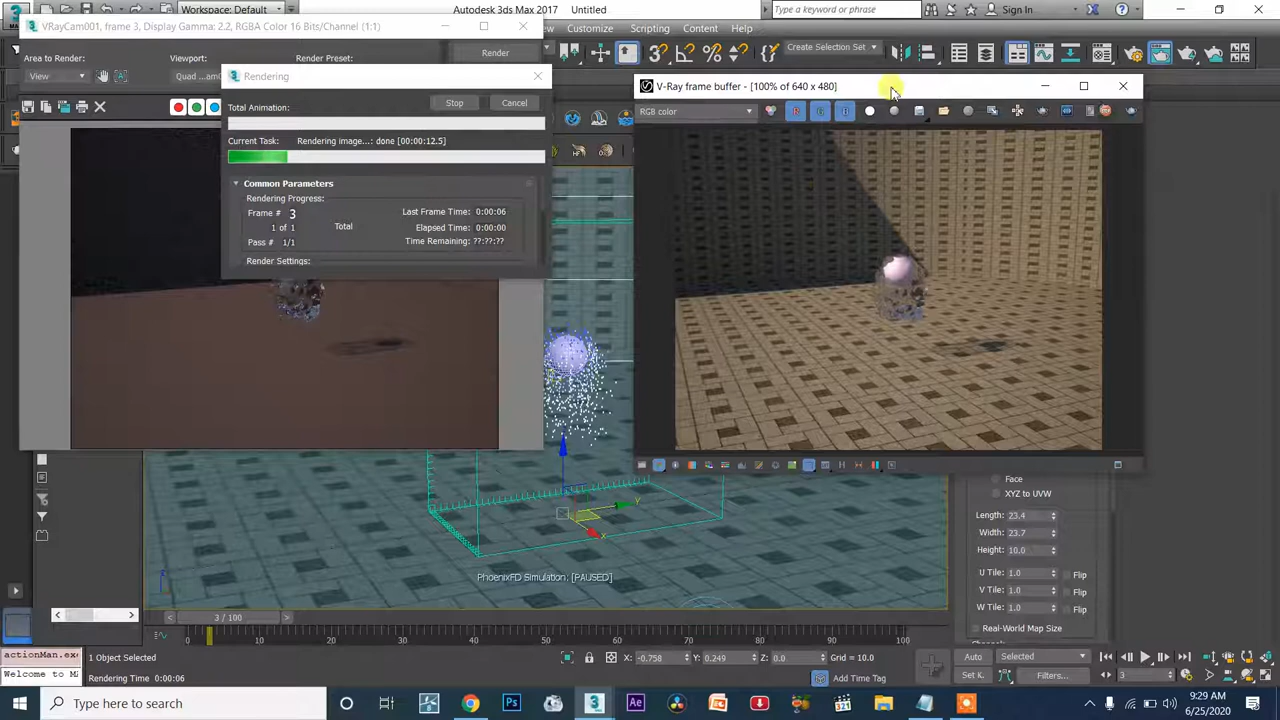 Workspace: Default
Autodesk 3ds Max 2017
Untitled
Type a keyword or phrase
Sign In
VRayCam001, frame 3, Display Gamma: 2.2, RGBA Color 16 Bits/Channel (1:1)
Customize
Scripting
Content
Help
Area to Render:
Viewport:
Render Preset:
Render
View
Create Selection Set
Rendering
Total Animation:
Stop
Cancel
Current Task:
Rendering image...: done [00:00:12.5]
Common Parameters
Rendering Progress:
Frame # 3
Last Frame Time: 0:00:06
1 of 1
Total
Elapsed Time: 0:00:00
Pass # 1/1
Time Remaining: ??:??:??
Render Settings:
V-Ray frame buffer - [100% of 640 x 480]
RGB color
Face
XYZ to UVW
Length: 23.4
Width: 23.7
Height: 10.0
U Tile: 1.0 Flip
V Tile: 1.0 Flip
W Tile: 1.0 Flip
Real-World Map Size
PhoenixFD Simulation: [PAUSED]
x
y
z
3 / 100
0 10 20 30 40 50 60 70 80 90 100
actionMan.exe
Welcome to M
1 Object Selected
Rendering Time 0:00:06
X: -0.758
Y: 0.249
Z: 0.0
Grid = 10.0
Add Time Tag
Auto
Selected
Set K.
Filters...
3
Type here to search
9:29 AM
6/25/2020